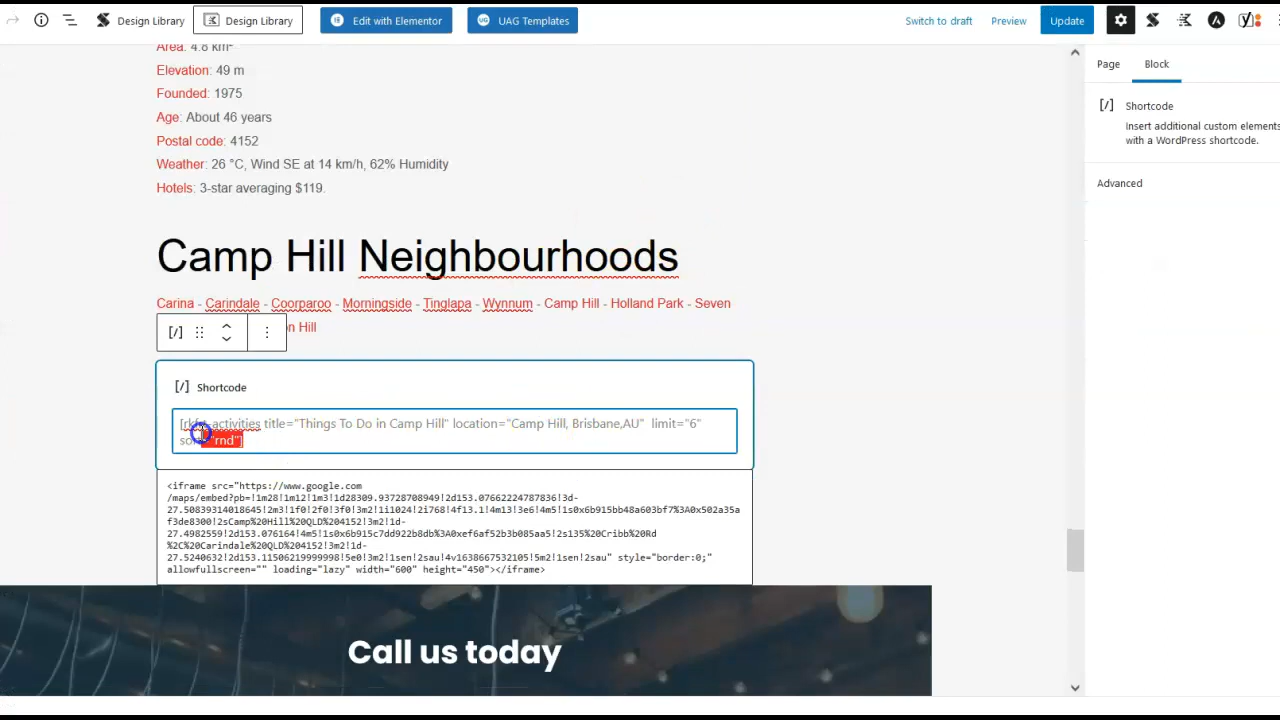 Design Library
Design Library
Edit with Elementor
UAG Templates
Switch to draft
Preview
Update
Area: 4.8 km²
Elevation: 49 m
Founded: 1975
Age: About 46 years
Postal code: 4152
Weather: 26 °C, Wind SE at 14 km/h, 62% Humidity
Hotels: 3-star averaging $119.
Camp Hill Neighbourhoods
Carina - Carindale - Coorparoo - Morningside - Tinglapa - Wynnum - Camp Hill - Holland Park - Seven
on Hill
[/] Shortcode
[rkfrt-activities title="Things To Do in Camp Hill" location="Camp Hill, Brisbane,AU" limit="6"
"rnd"]
<iframe src="https://www.google.com
/maps/embed?pb=!1m28!1m12!1m3!1d28309.93728708949!2d153.07662224787836!3d-
27.50839314018645!2m3!1f0!2f0!3f0!3m2!1i1024!2i768!4f13.1!4m13!3e6!4m5!1s0x6b915bb48a603bf7%3A0x502a35a
f3de8300!2sCamp%20Hill%20QLD%204152!3m2!1d-
27.4982559!2d153.076164!4m5!1s0x6b915c7dd922b8db%3A0xef6af52b3b085aa5!2s135%20Cribb%20Rd
%2C%20Carindale%20QLD%204152!3m2!1d-
27.5240632!2d153.11506219999998!5e0!3m2!1sen!2sau!4v1638667532105!5m2!1sen!2sau" style="border:0;"
allowfullscreen="" loading="lazy" width="600" height="450"></iframe>
Call us today
Page
Block
[/] Shortcode
Insert additional custom elements
with a WordPress shortcode.
Advanced